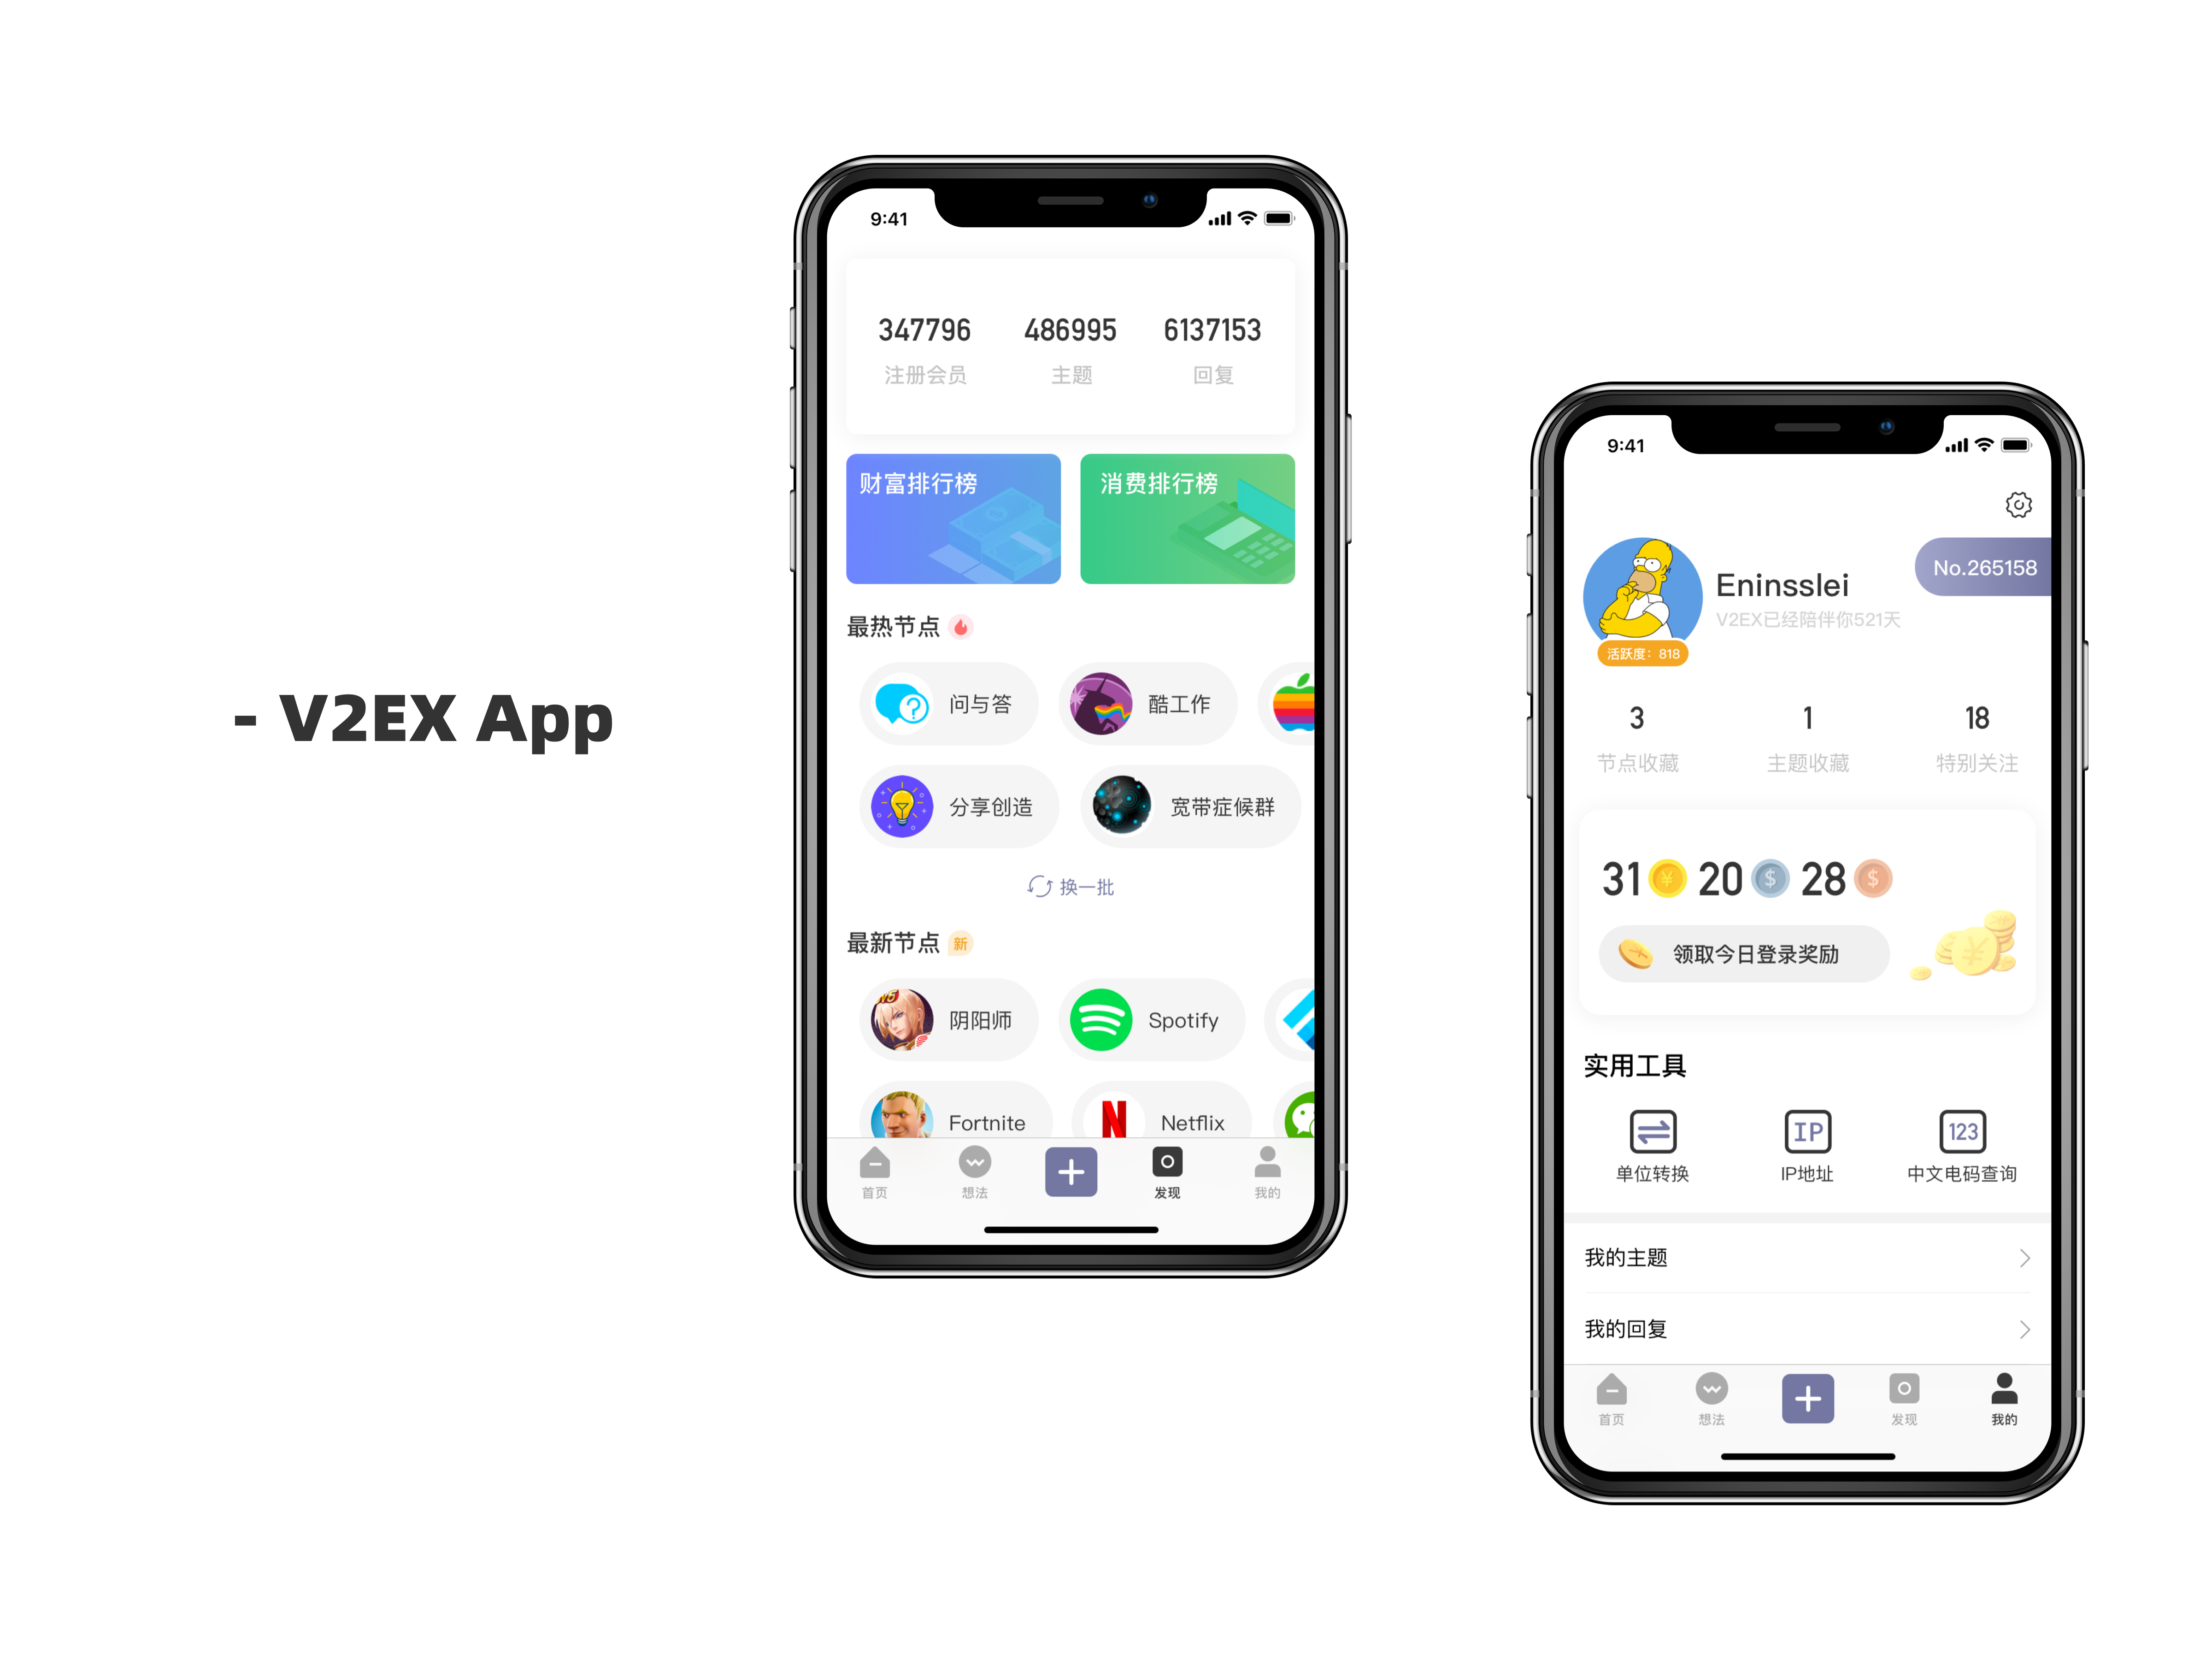 - V2EX App
9:41
347796 486995 6137153
注册会员 主题 回复
财富排行榜 消费排行榜
最热节点
问与答 酷工作
分享创造 宽带症候群
换一批
最新节点 新
阴阳师 Spotify
Fortnite Netflix
首页 想法 发现 我的
9:41
No.265158
Eninsslei
V2EX已经陪伴你521天
活跃度：818
3 1 18
节点收藏 主题收藏 特别关注
31 ¥ 20 $ 28 $
领取今日登录奖励
实用工具
IP 123
单位转换 IP地址 中文电码查询
我的主题
我的回复
首页 想法 发现 我的